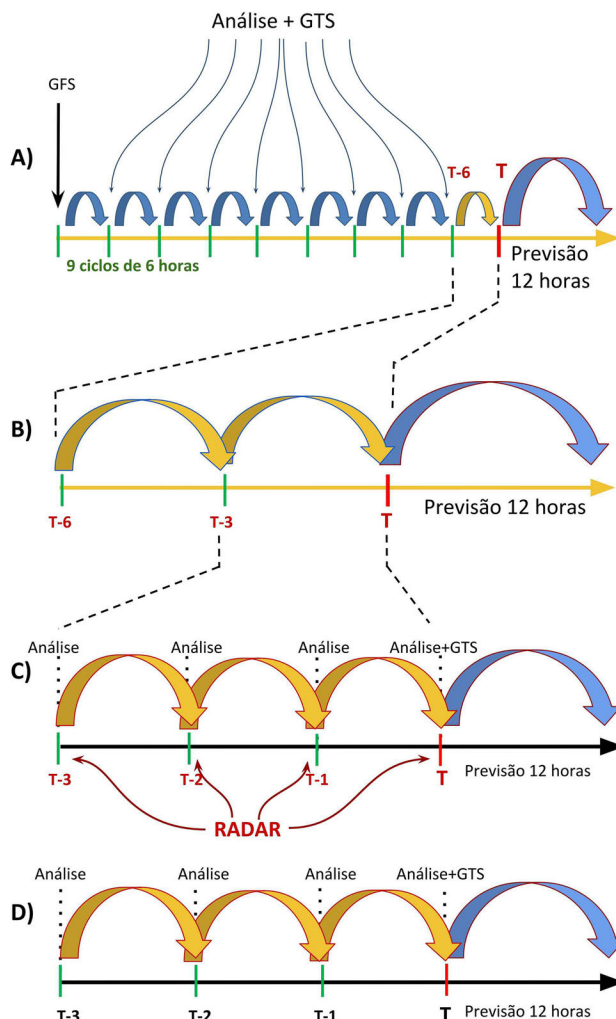 Análise + GTS
GFS
A)
T-6
T
9 ciclos de 6 horas
Previsão
12 horas
B)
T-6
T-3
T
Previsão 12 horas
Análise
Análise
Análise
Análise+GTS
C)
T-3
T-2
T-1
T
Previsão 12 horas
RADAR
Análise
Análise
Análise
Análise+GTS
D)
T-3
T-2
T-1
T
Previsão 12 horas